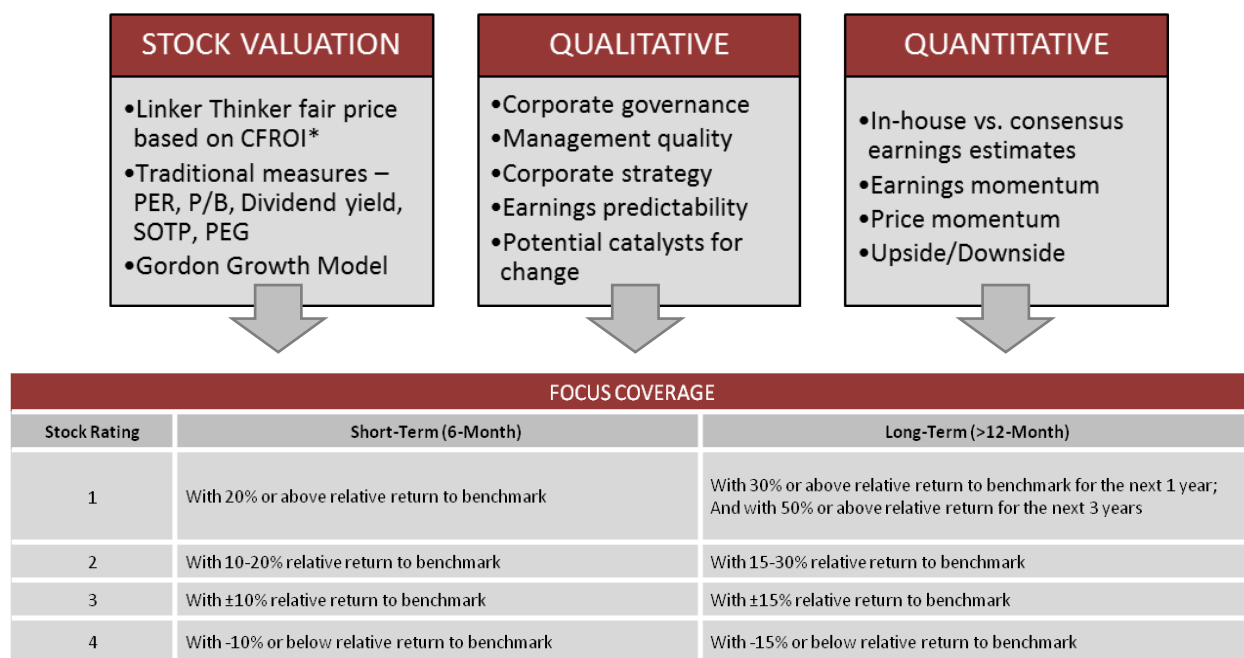 STOCK VALUATION
•Linker Thinker fair price
based on CFROI*
•Traditional measures –
PER, P/B, Dividend yield,
SOTP, PEG
•Gordon Growth Model
QUALITATIVE
•Corporate governance
•Management quality
•Corporate strategy
•Earnings predictability
•Potential catalysts for
change
QUANTITATIVE
•In-house vs. consensus
earnings estimates
•Earnings momentum
•Price momentum
•Upside/Downside
FOCUS COVERAGE
Stock Rating Short-Term (6-Month) Long-Term (>12-Month)
1 With 20% or above relative return to benchmark With 30% or above relative return to benchmark for the next 1 year;
And with 50% or above relative return for the next 3 years
2 With 10-20% relative return to benchmark With 15-30% relative return to benchmark
3 With ±10% relative return to benchmark With ±15% relative return to benchmark
4 With -10% or below relative return to benchmark With -15% or below relative return to benchmark